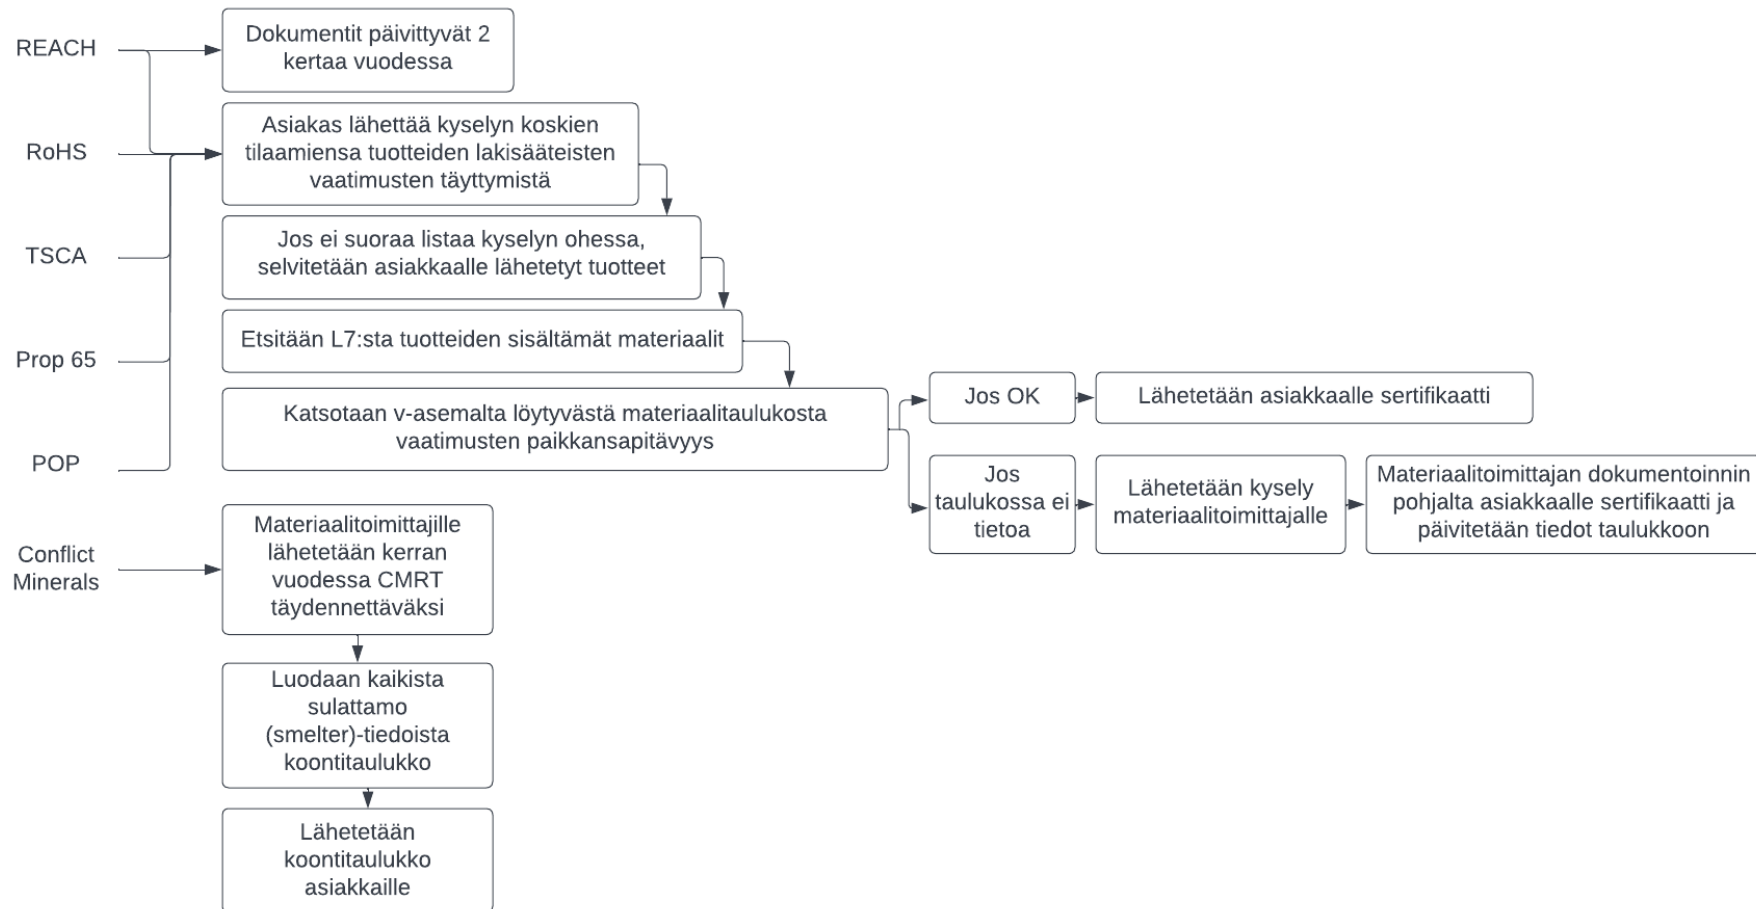 REACH
Dokumentit päivittyvät 2
kertaa vuodessa
RoHS
Asiakas lähettää kyselyn koskien
tilaamiensa tuotteiden lakisääteisten
vaatimusten täyttymistä
TSCA
Jos ei suoraa listaa kyselyn ohessa,
selvitetään asiakkaalle lähetetyt tuotteet
Prop 65
Etsitään L7:sta tuotteiden sisältämät materiaalit
POP
Katsotaan v-asemalta löytyvästä materiaalitaulukosta
vaatimusten paikkansapitävyys
Jos OK
Lähetetään asiakkaalle sertifikaatti
Jos
taulukossa ei
tietoa
Lähetetään kysely
materiaalitoimittajalle
Materiaalitoimittajan dokumentoinnin
pohjalta asiakkaalle sertifikaatti ja
päivitetään tiedot taulukkoon
Conflict
Minerals
Materiaalitoimittajille
lähetetään kerran
vuodessa CMRT
täydennettäväksi
Luodaan kaikista
sulattamo
(smelter)-tiedoista
koontitaulukko
Lähetetään
koontitaulukko
asiakkaille